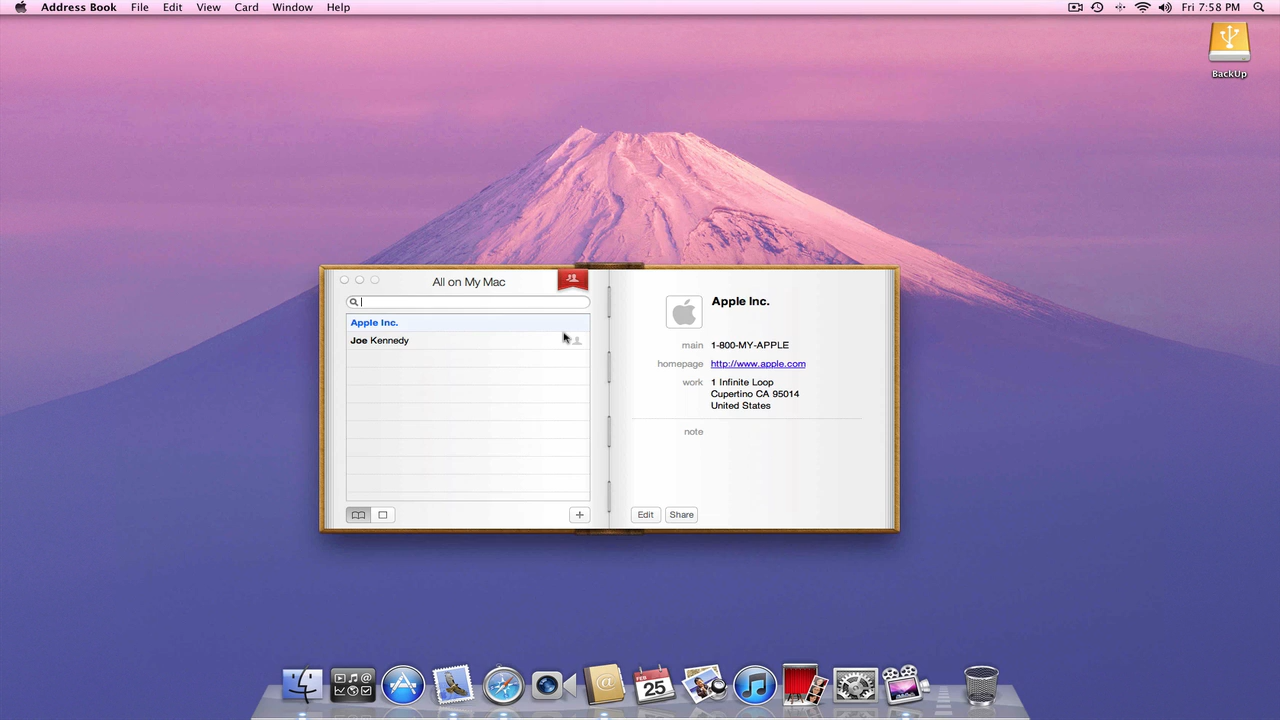 Address Book File Edit View Card Window Help Fri 7:58 PM
BackUp
All on My Mac
Apple Inc.
Joe Kennedy
Apple Inc.
main 1-800-MY-APPLE
homepage http://www.apple.com
work 1 Infinite Loop
Cupertino CA 95014
United States
note
Edit Share
FEB
25